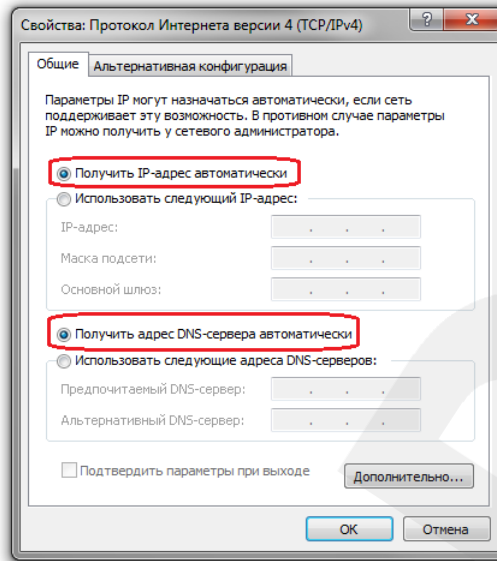 Свойства: Протокол Интернета версии 4 (TCP/IPv4)
Общие
Альтернативная конфигурация
Параметры IP могут назначаться автоматически, если сеть
поддерживает эту возможность. В противном случае параметры
IP можно получить у сетевого администратора.
Получить IP-адрес автоматически
Использовать следующий IP-адрес:
IP-адрес:
Маска подсети:
Основной шлюз:
Получить адрес DNS-сервера автоматически
Использовать следующие адреса DNS-серверов:
Предпочитаемый DNS-сервер:
Альтернативный DNS-сервер:
Подтвердить параметры при выходе
Дополнительно...
ОК
Отмена